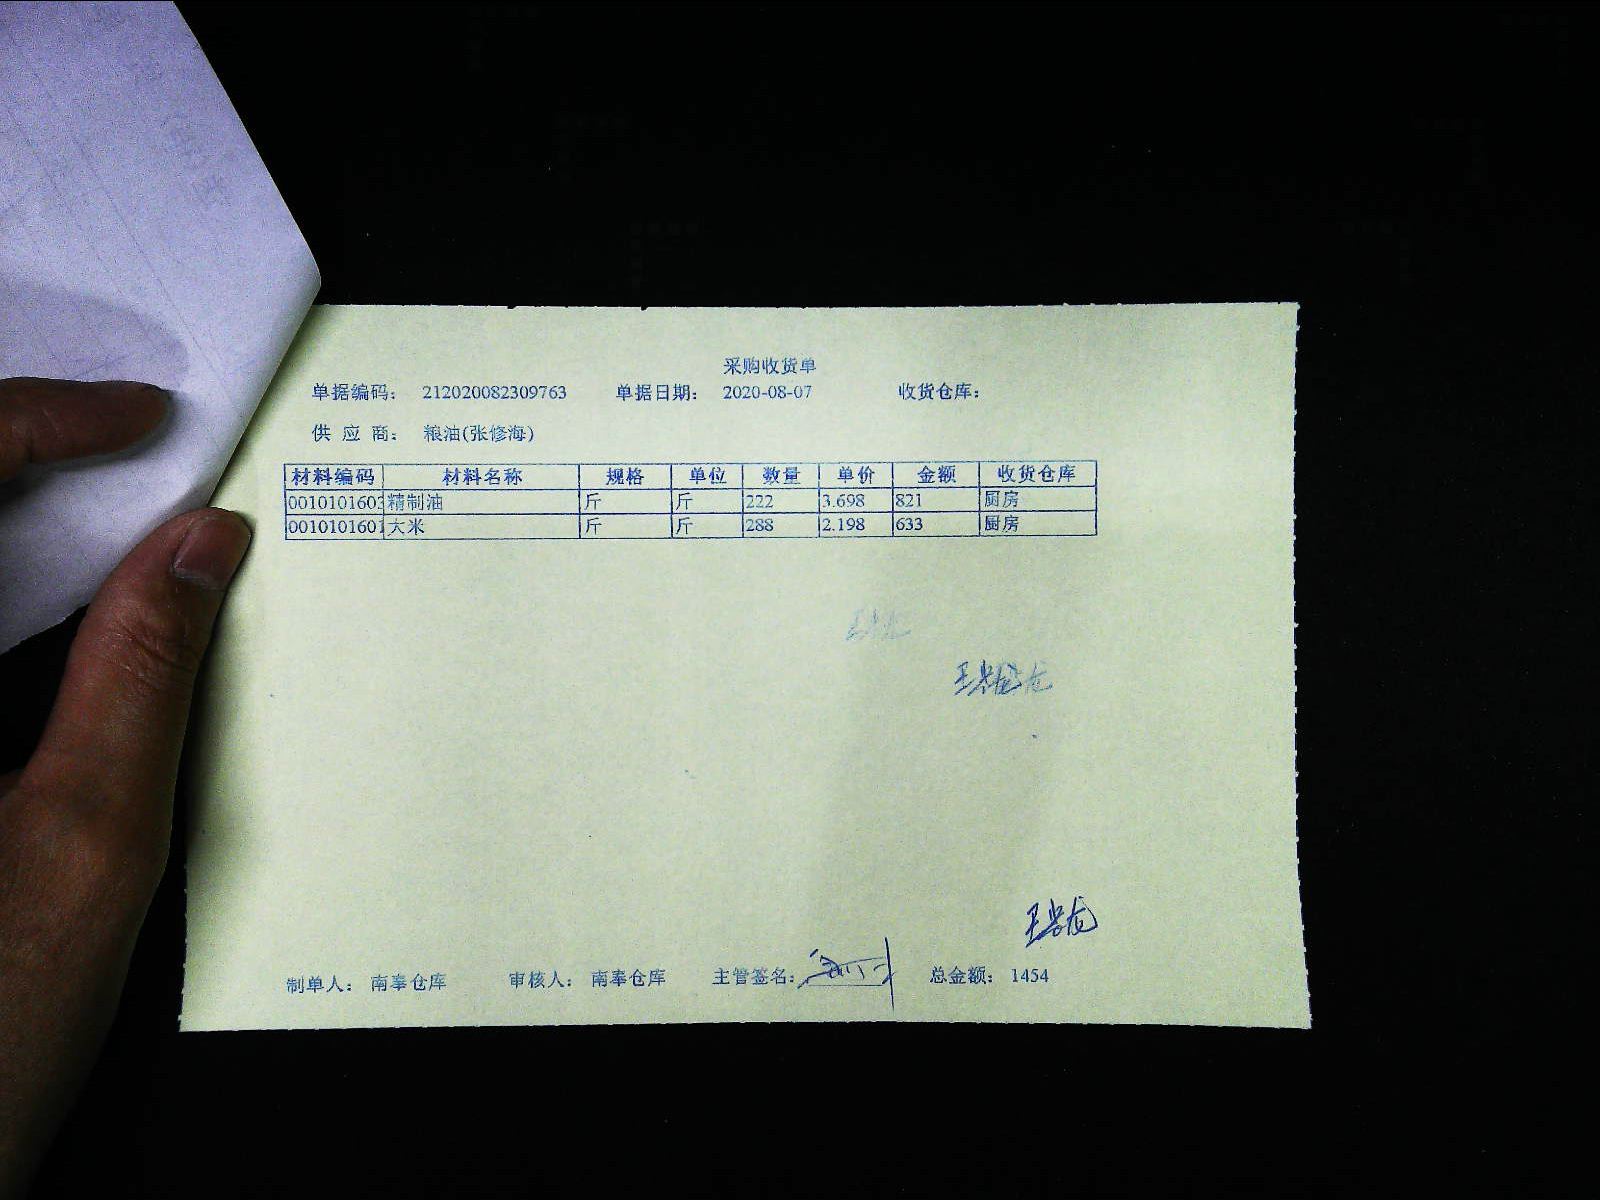 采购收货单
单据编码： 212020082309763 单据日期： 2020-08-07 收货仓库：
供 应 商： 粮油(张修海)
材料编码 材料名称 规格 单位 数量 单价 金额 收货仓库
0010101603 精制油 斤 斤 222 3.698 821 厨房
0010101601 大米 斤 斤 288 2.198 633 厨房
制单人： 南奉仓库 审核人： 南奉仓库 主管签名： 总金额： 1454